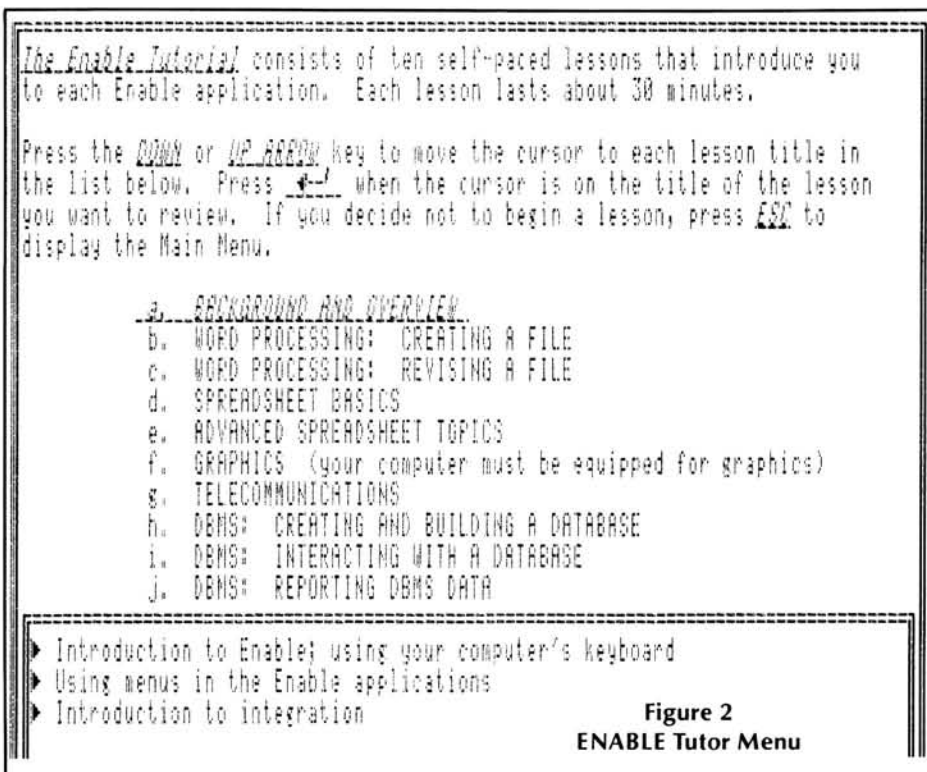 The Enable Tutorial consists of ten self-paced lessons that introduce you
to each Enable application. Each lesson lasts about 30 minutes.
Press the DOWN or UP ARROW key to move the cursor to each lesson title in
the list below. Press ◄─┘ when the cursor is on the title of the lesson
you want to review. If you decide not to begin a lesson, press ESC to
display the Main Menu.
a. BACKGROUND AND OVERVIEW
b. WORD PROCESSING: CREATING A FILE
c. WORD PROCESSING: REVISING A FILE
d. SPREADSHEET BASICS
e. ADVANCED SPREADSHEET TOPICS
f. GRAPHICS (your computer must be equipped for graphics)
g. TELECOMMUNICATIONS
h. DBMS: CREATING AND BUILDING A DATABASE
i. DBMS: INTERACTING WITH A DATABASE
j. DBMS: REPORTING DBMS DATA
Introduction to Enable; using your computer's keyboard
Using menus in the Enable applications
Introduction to integration
Figure 2
ENABLE Tutor Menu